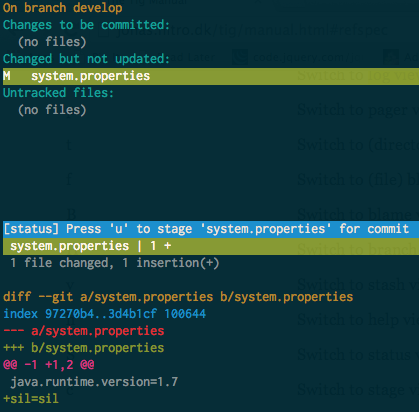 On branch develop
Changes to be committed:
  (no files)
Changed but not updated:
M   system.properties
Untracked files:
  (no files)
[status] Press 'u' to stage 'system.properties' for commit
 system.properties | 1 +
 1 file changed, 1 insertion(+)
diff --git a/system.properties b/system.properties
index 97270b4..3d4b1cf 100644
--- a/system.properties
+++ b/system.properties
@@ -1 +1,2 @@
 java.runtime.version=1.7
+sil=sil